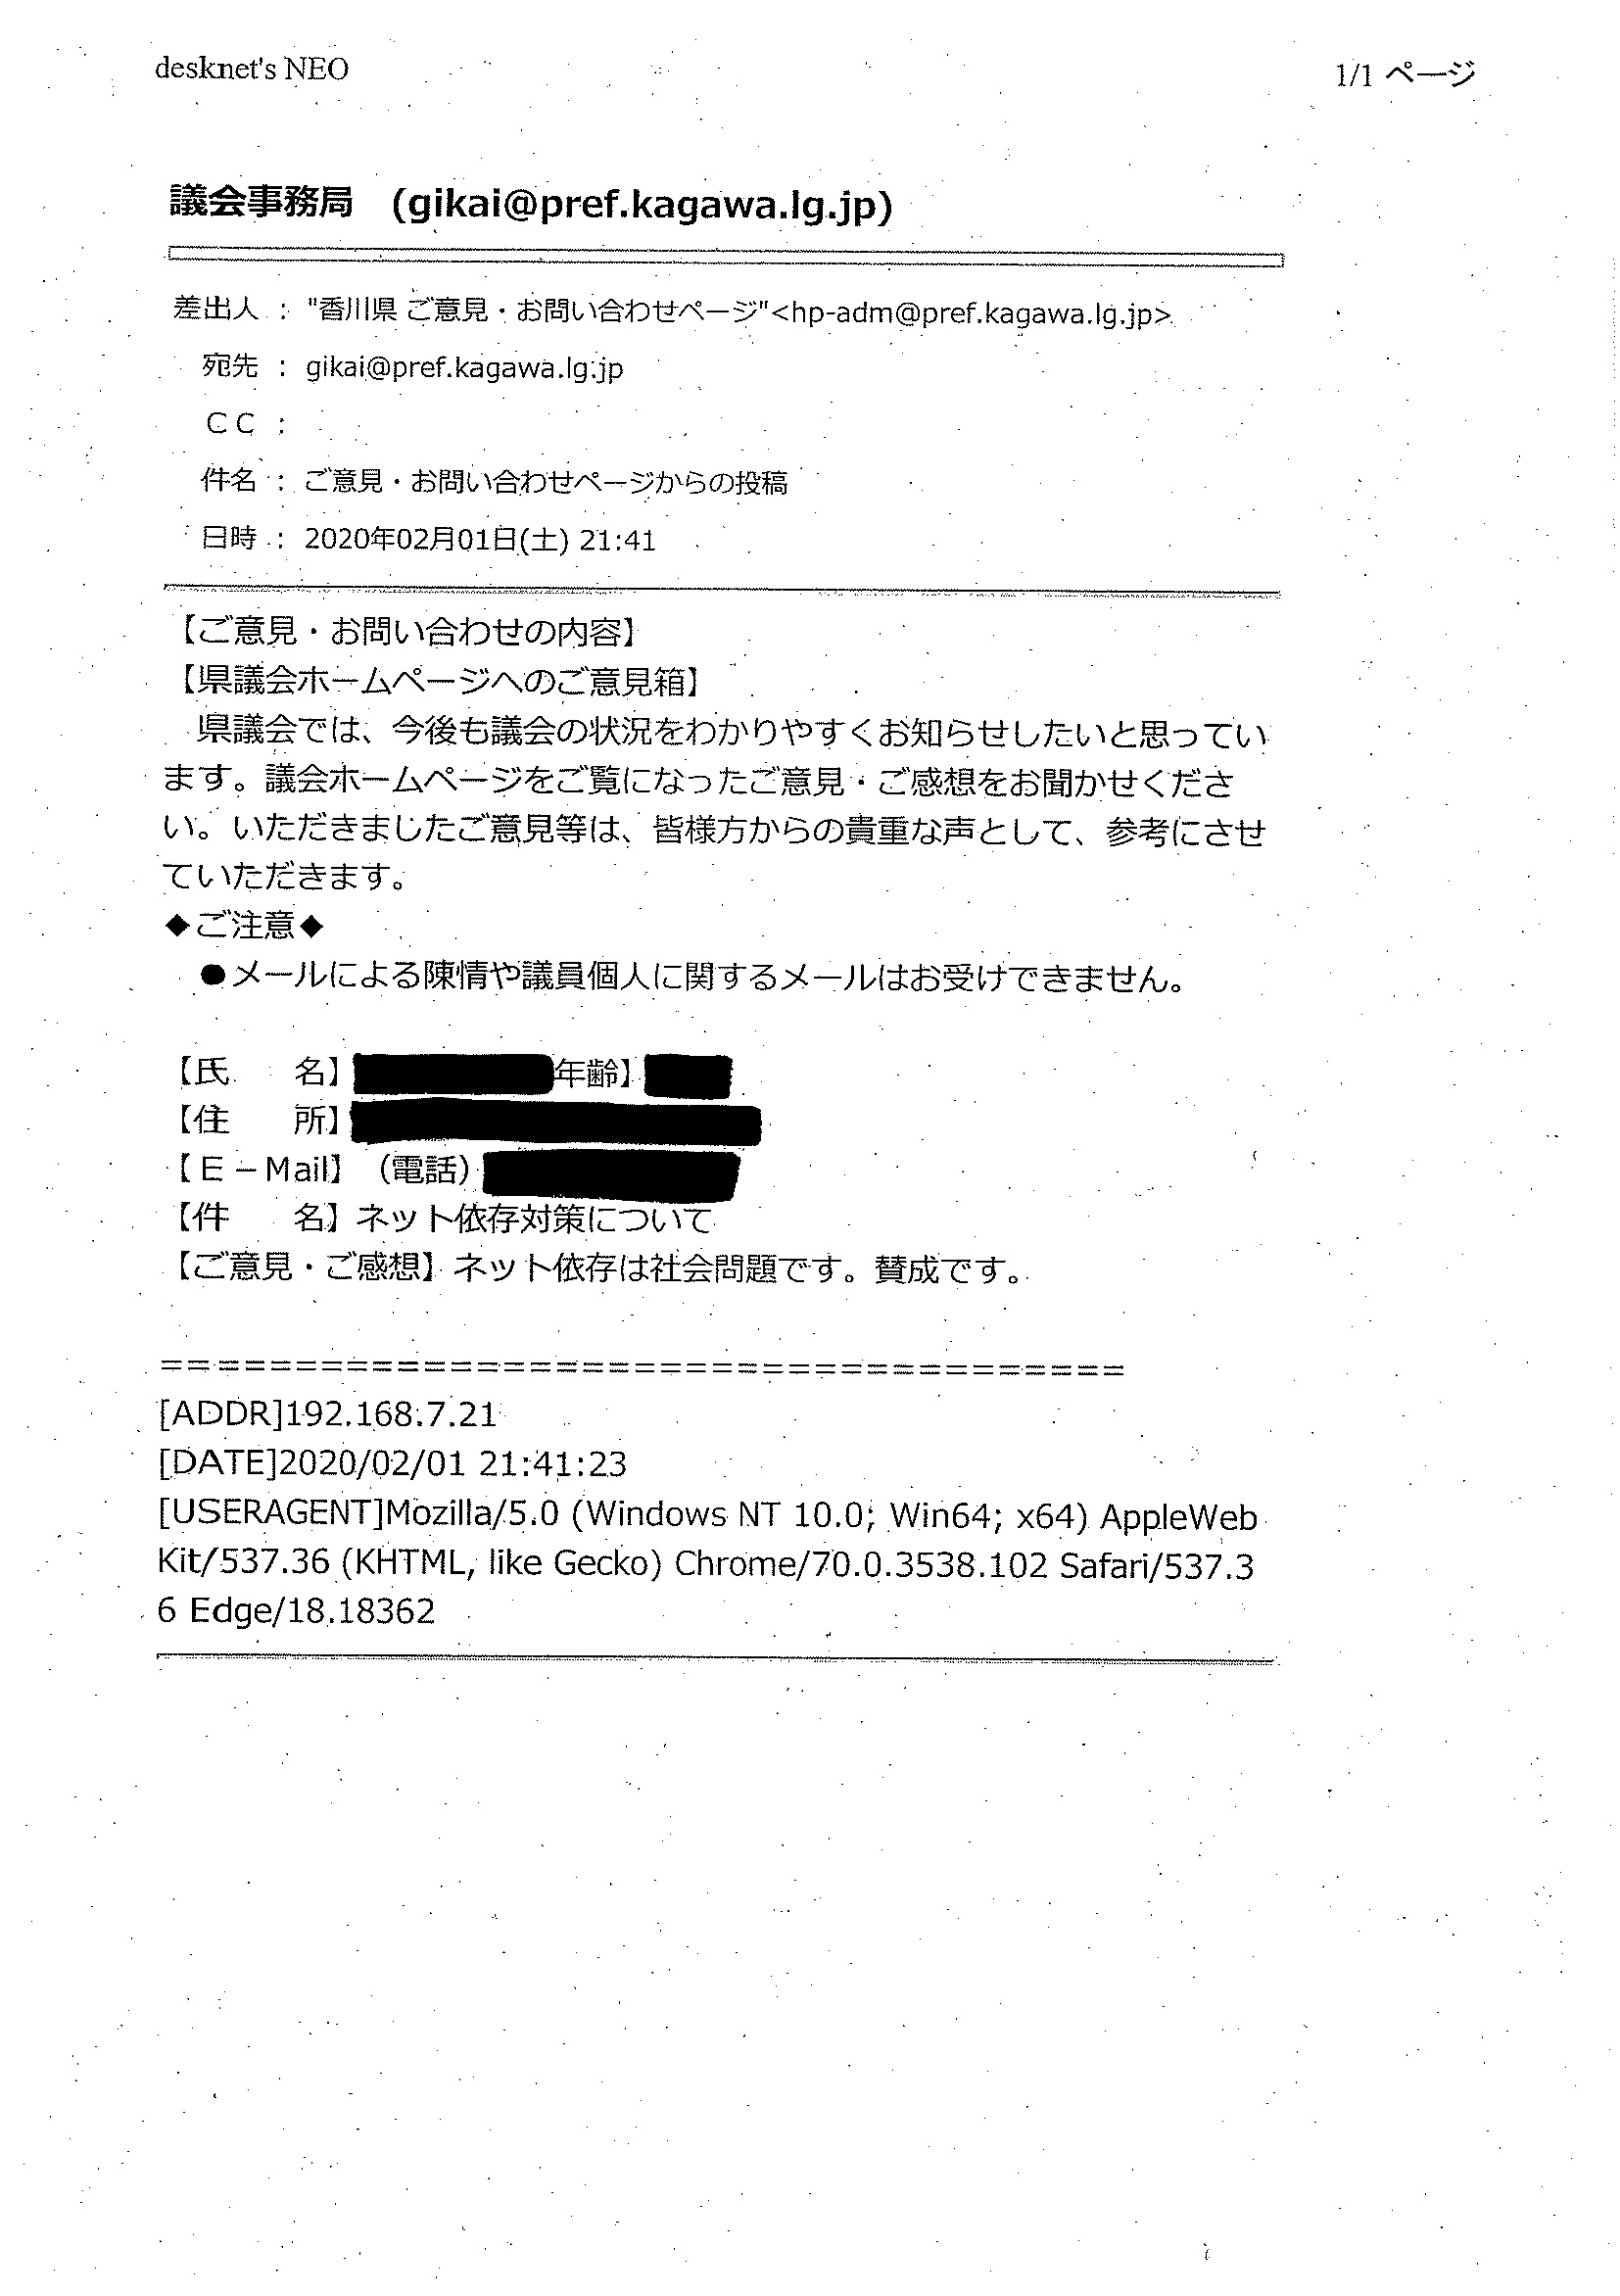 desknet's NEO
1/1 ページ
議会事務局 (gikai@pref.kagawa.lg.jp)
差出人 : "香川県 ご意見・お問い合わせページ"<hp-adm@pref.kagawa.lg.jp>
宛先 : gikai@pref.kagawa.lg.jp
ＣＣ :
件名 : ご意見・お問い合わせページからの投稿
日時 : 2020年02月01日(土) 21:41
【ご意見・お問い合わせの内容】
【県議会ホームページへのご意見箱】
　県議会では、今後も議会の状況をわかりやすくお知らせしたいと思ってい
ます。議会ホームページをご覧になったご意見・ご感想をお聞かせくださ
い。いただきましたご意見等は、皆様方からの貴重な声として、参考にさせ
ていただきます。
◆ご注意◆
　●メールによる陳情や議員個人に関するメールはお受けできません。
【氏　　名】 年齢】
【住　　所】
【Ｅ－Mail】（電話）
【件　　名】ネット依存対策について
【ご意見・ご感想】ネット依存は社会問題です。賛成です。
=====================================
[ADDR]192.168.7.21
[DATE]2020/02/01 21:41:23
[USERAGENT]Mozilla/5.0 (Windows NT 10.0; Win64; x64) AppleWeb
Kit/537.36 (KHTML, like Gecko) Chrome/70.0.3538.102 Safari/537.3
6 Edge/18.18362